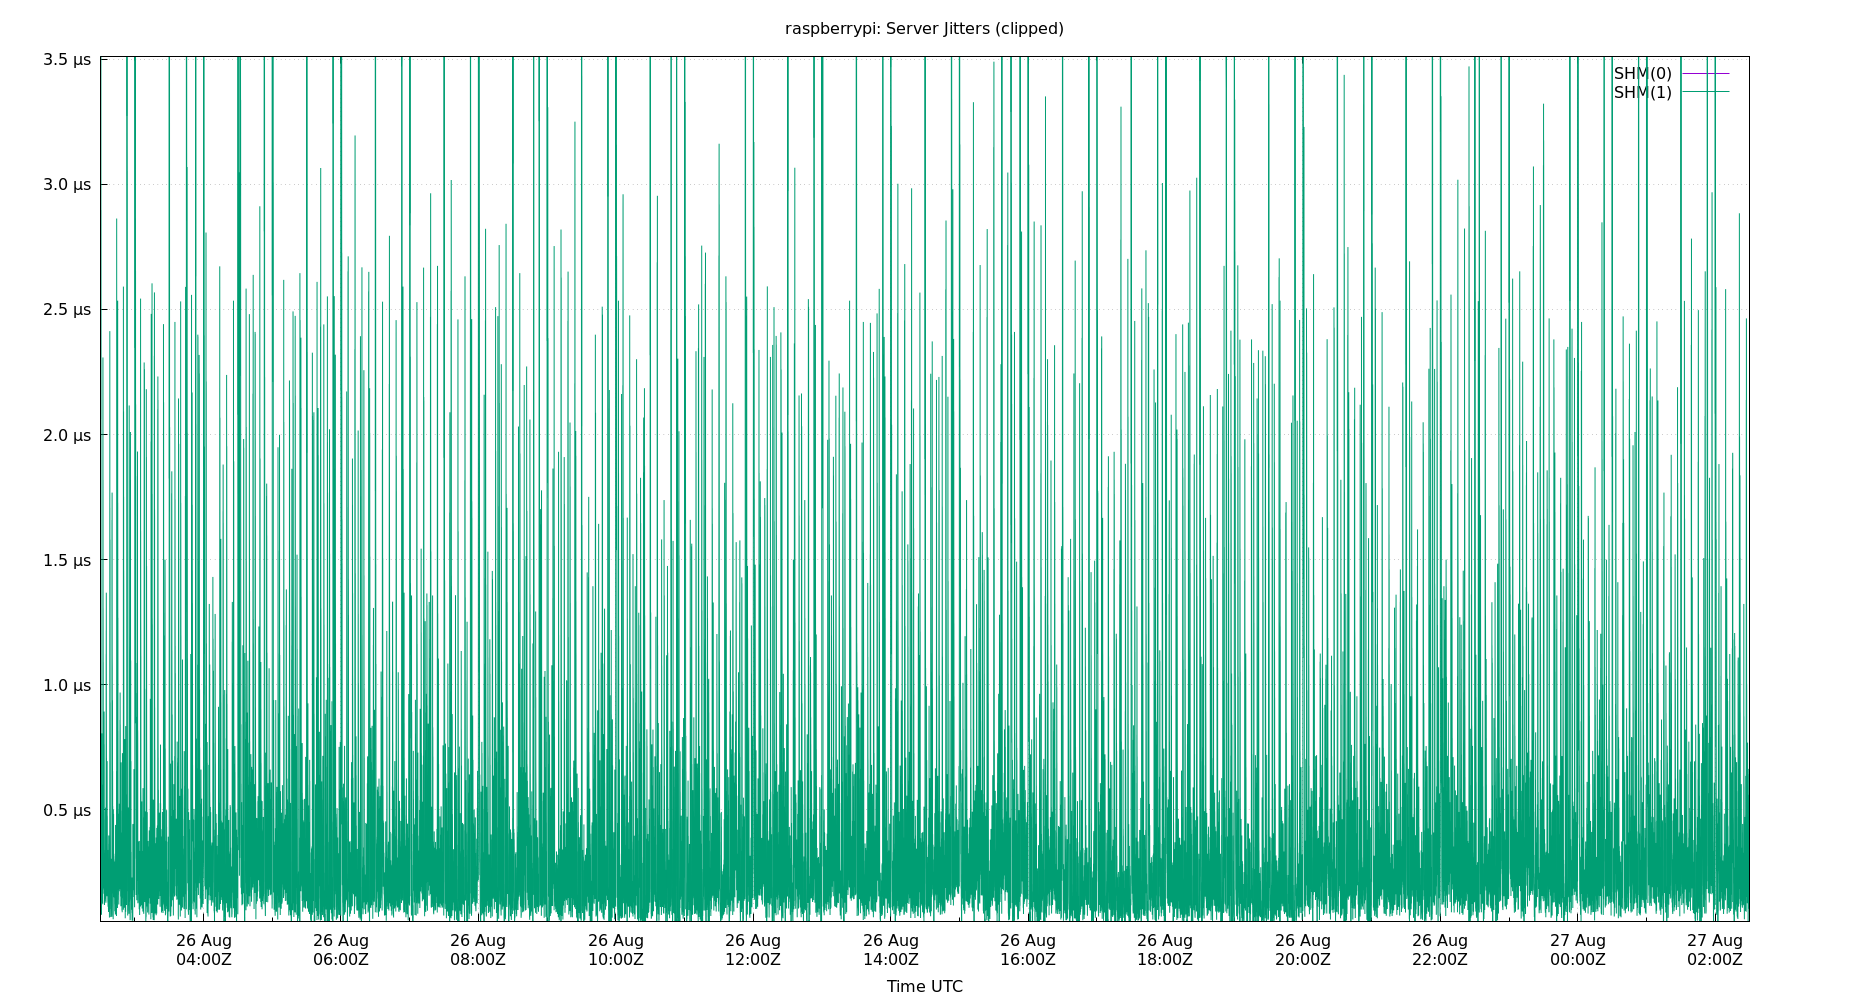 raspberrypi: Server Jitters (clipped)
3.5 µs
3.0 µs
2.5 µs
2.0 µs
1.5 µs
1.0 µs
0.5 µs
SHM(0)
SHM(1)
26 Aug 26 Aug 26 Aug 26 Aug 26 Aug 26 Aug 26 Aug 26 Aug 26 Aug 26 Aug 27 Aug 27 Aug
04:00Z 06:00Z 08:00Z 10:00Z 12:00Z 14:00Z 16:00Z 18:00Z 20:00Z 22:00Z 00:00Z 02:00Z
Time UTC